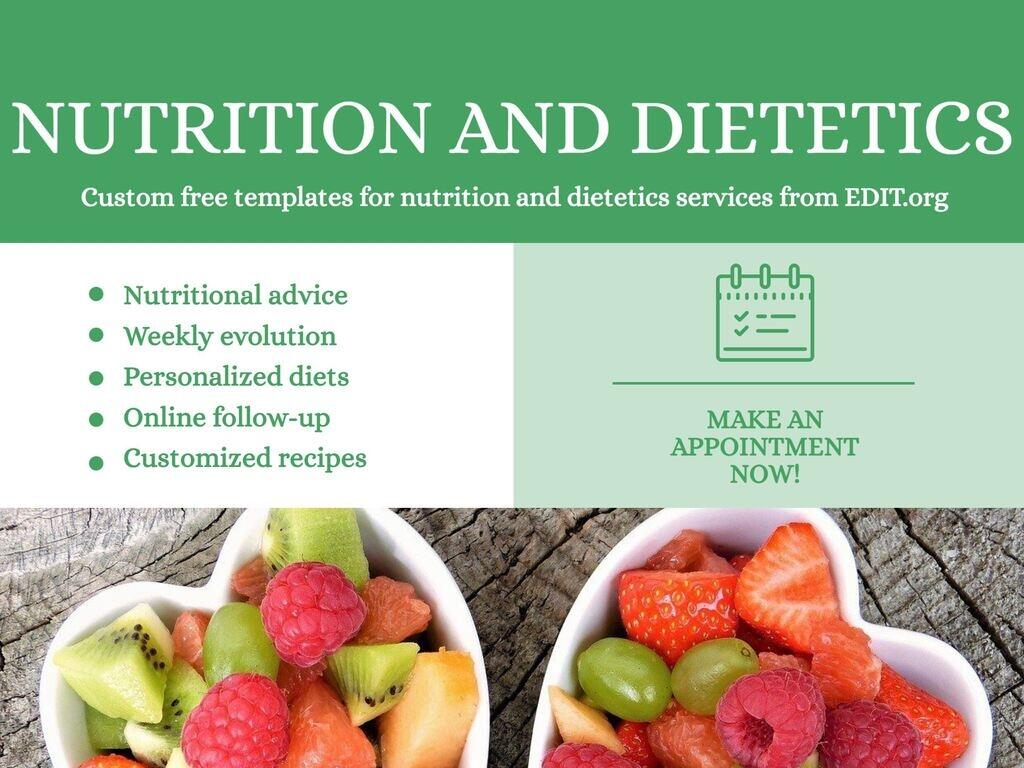 NUTRITION AND DIETETICS
Custom free templates for nutrition and dietetics services from EDIT.org
Nutritional advice
Weekly evolution
Personalized diets
Online follow-up
Customized recipes
MAKE AN
APPOINTMENT
NOW!